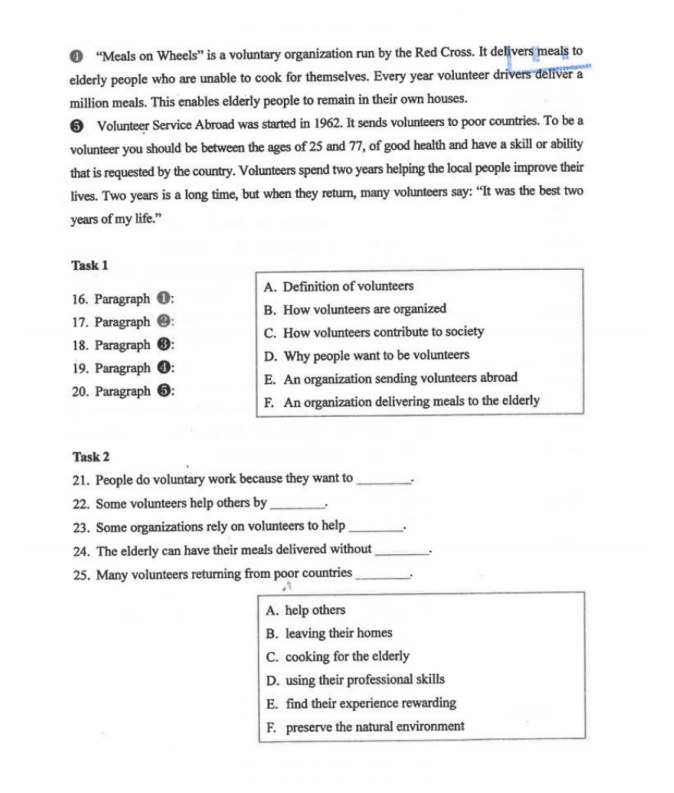 ❹ “Meals on Wheels” is a voluntary organization run by the Red Cross. It delivers meals to
elderly people who are unable to cook for themselves. Every year volunteer drivers deliver a
million meals. This enables elderly people to remain in their own houses.
❺ Volunteer Service Abroad was started in 1962. It sends volunteers to poor countries. To be a
volunteer you should be between the ages of 25 and 77, of good health and have a skill or ability
that is requested by the country. Volunteers spend two years helping the local people improve their
lives. Two years is a long time, but when they return, many volunteers say: “It was the best two
years of my life.”
Task 1
16. Paragraph ❶:
17. Paragraph ❷:
18. Paragraph ❸:
19. Paragraph ❹:
20. Paragraph ❺:
A. Definition of volunteers
B. How volunteers are organized
C. How volunteers contribute to society
D. Why people want to be volunteers
E. An organization sending volunteers abroad
F. An organization delivering meals to the elderly
Task 2
21. People do voluntary work because they want to ________.
22. Some volunteers help others by ________.
23. Some organizations rely on volunteers to help ________.
24. The elderly can have their meals delivered without ________.
25. Many volunteers returning from poor countries ________.
A. help others
B. leaving their homes
C. cooking for the elderly
D. using their professional skills
E. find their experience rewarding
F. preserve the natural environment